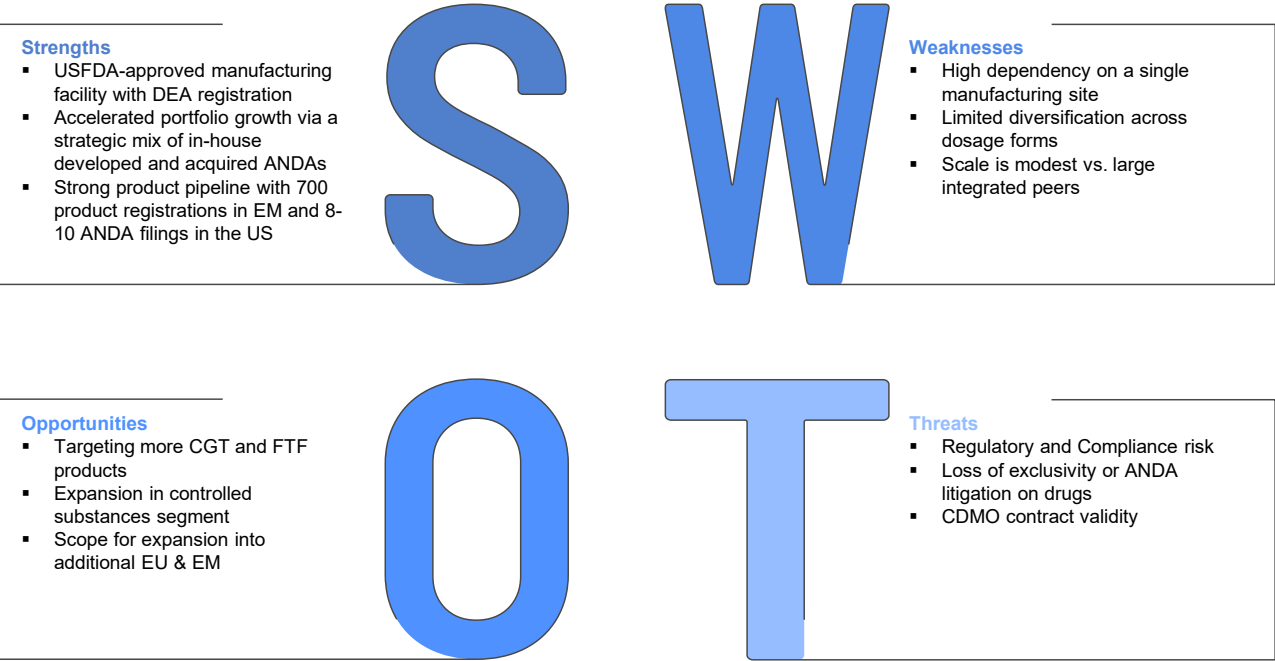 S
Strengths
▪ USFDA-approved manufacturing
facility with DEA registration
▪ Accelerated portfolio growth via a
strategic mix of in-house
developed and acquired ANDAs
▪ Strong product pipeline with 700
product registrations in EM and 8-
10 ANDA filings in the US
W
Weaknesses
▪ High dependency on a single
manufacturing site
▪ Limited diversification across
dosage forms
▪ Scale is modest vs. large
integrated peers
O
Opportunities
▪ Targeting more CGT and FTF
products
▪ Expansion in controlled
substances segment
▪ Scope for expansion into
additional EU & EM
T
Threats
▪ Regulatory and Compliance risk
▪ Loss of exclusivity or ANDA
litigation on drugs
▪ CDMO contract validity